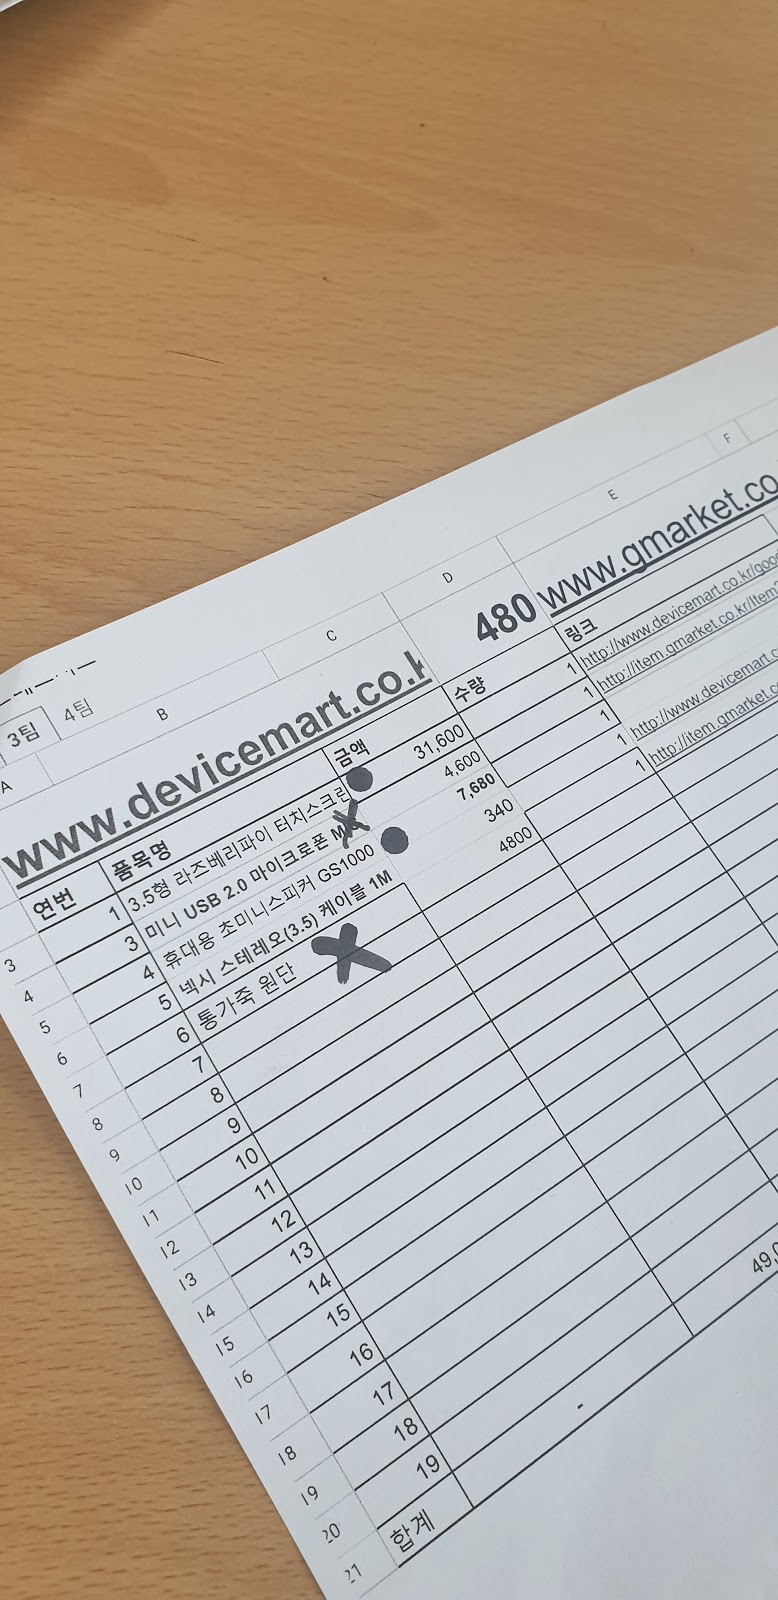 3팀 4팀
A B C D E F
www.devicemart.co.k 480 www.gmarket.co
연번 품목명 금액 수량 링크
3 1 3.5형 라즈베리파이 터치스크린 31,600 1 http://www.devicemart.co.kr/goo
4 3 미니 USB 2.0 마이크로폰 4,600 1 http://item.gmarket.co.kr/Item
5 4 휴대용 초미니스피커 GS1000 7,680 1
6 5 넥시 스테레오(3.5) 케이블 1M 340 1 http://www.devicemart.c
7 6 통가죽 원단 4800 1 http://item.gmarket.c
8 7
9 8
10 9
11 10
12 11
13 12
14 13
15 14
16 15
17 16
18 17
19 18
20 19
21 합계 - 49,